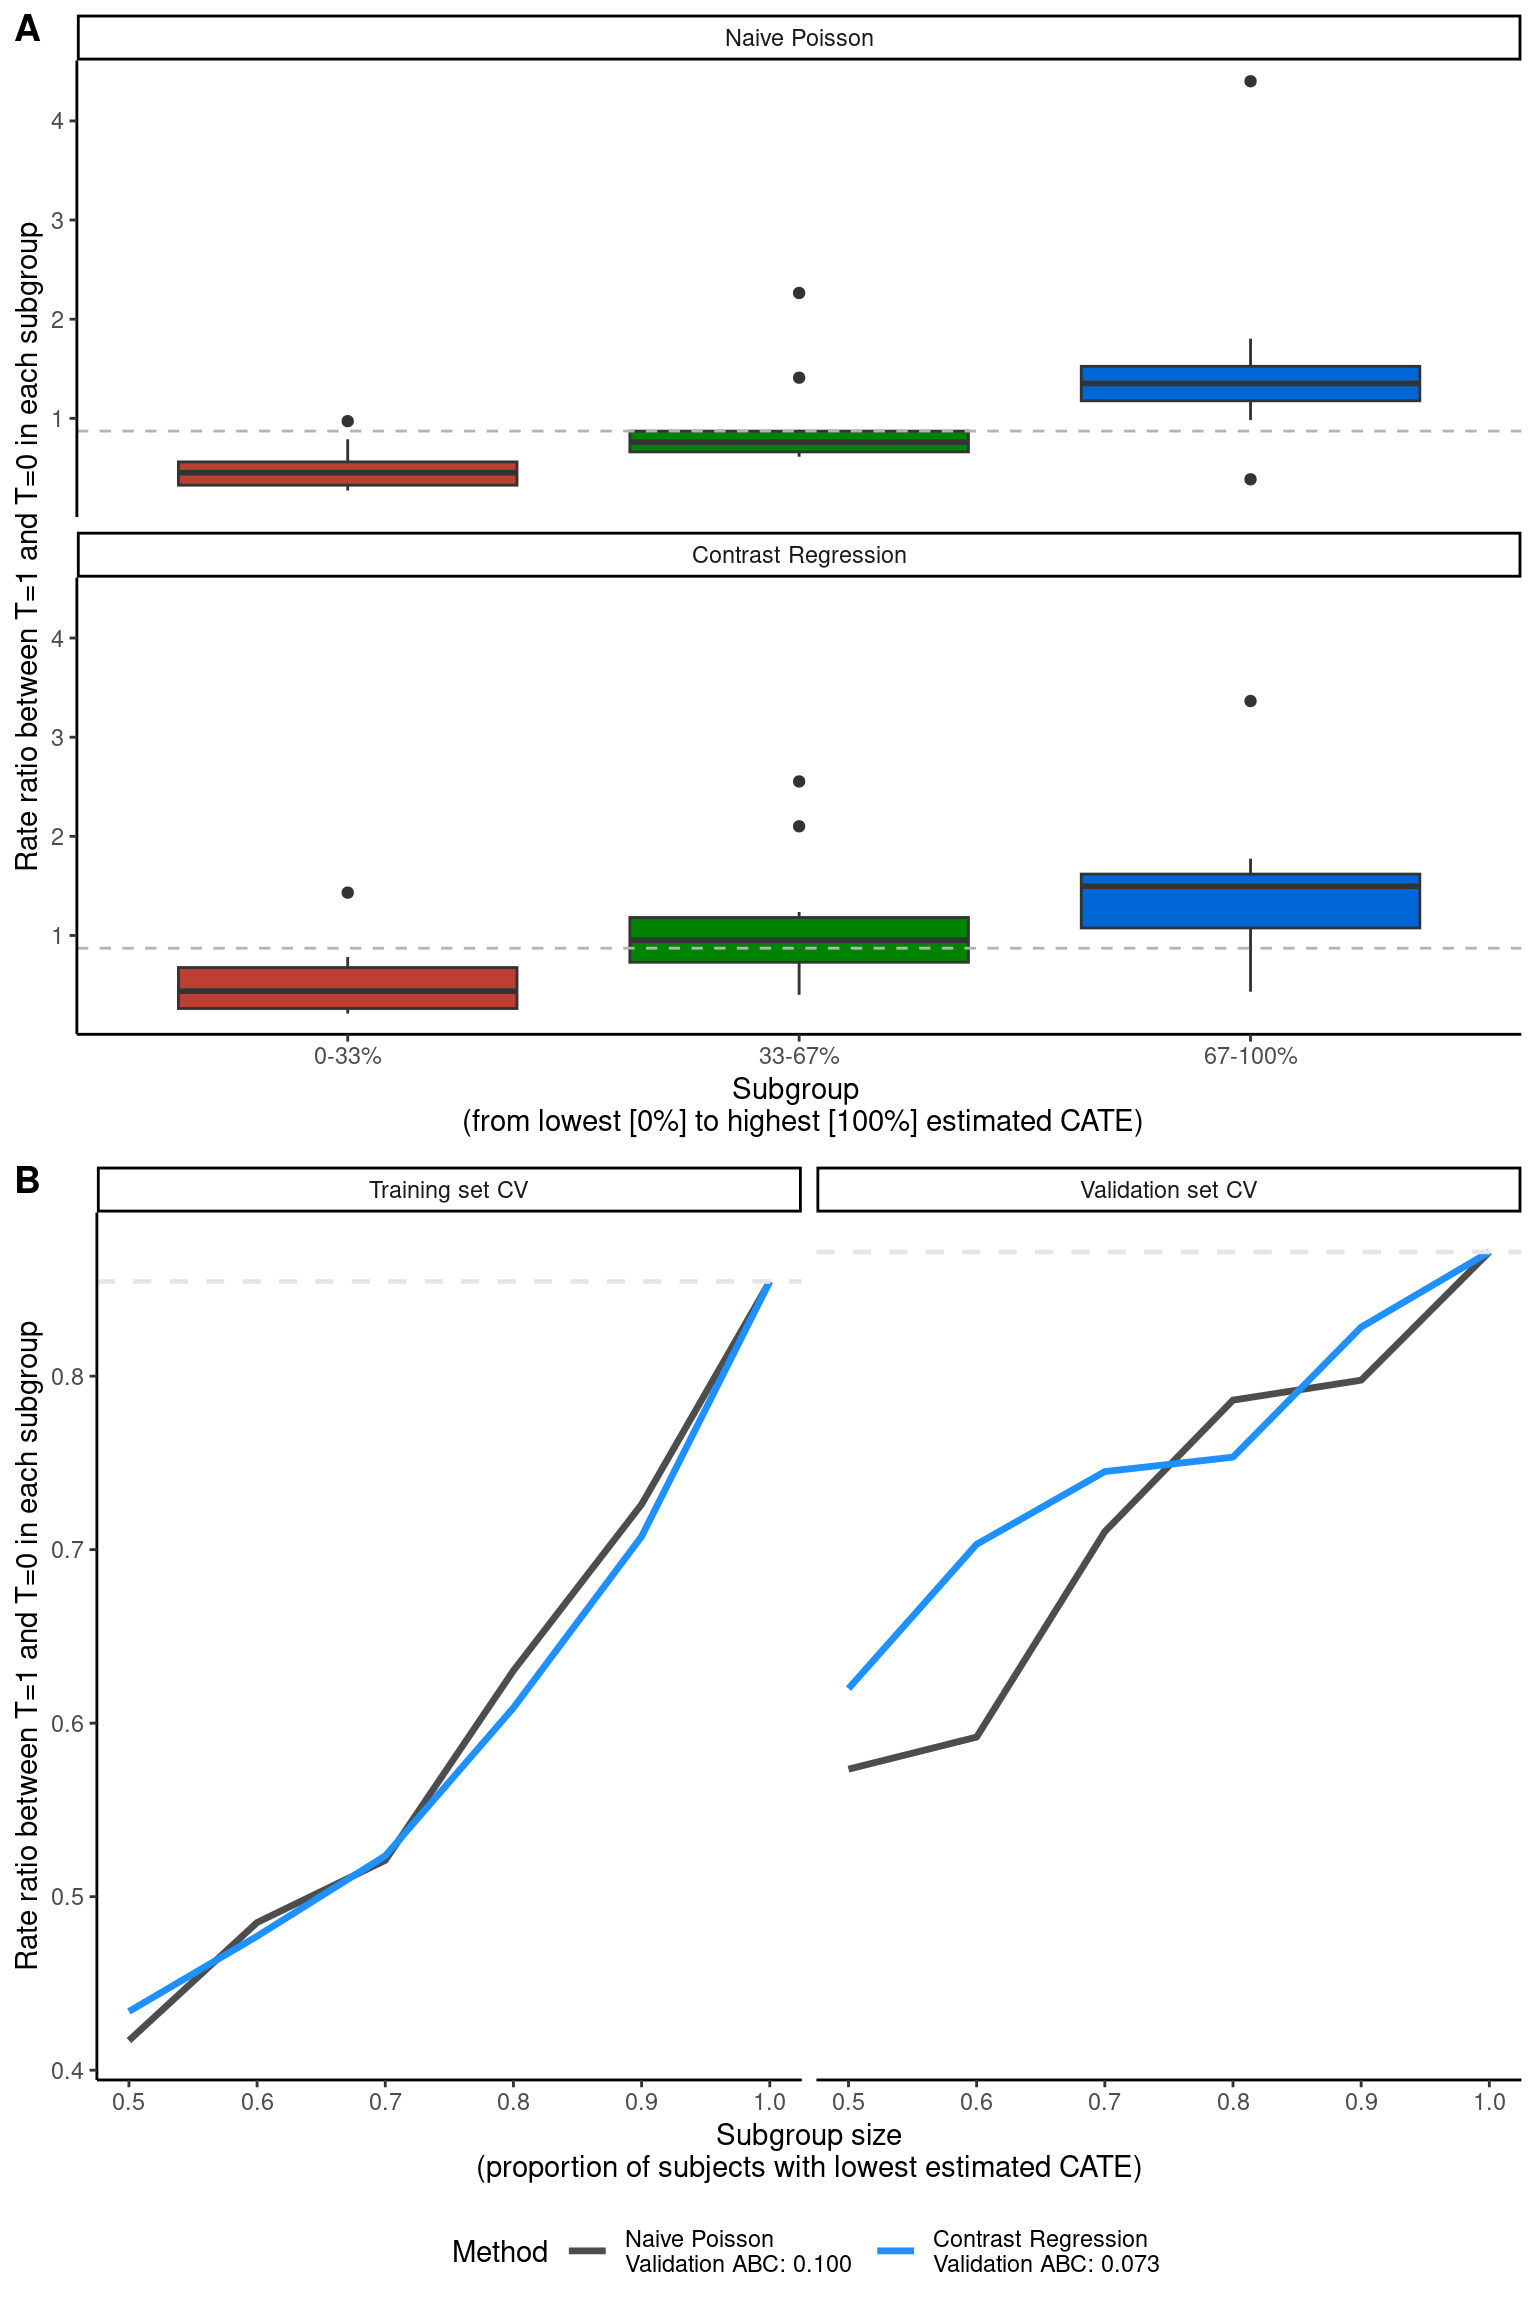 A
Naive Poisson
4
3
2
1
Rate ratio between T=1 and T=0 in each subgroup
Contrast Regression
4
3
2
1
0-33%
33-67%
67-100%
Subgroup
(from lowest [0%] to highest [100%] estimated CATE)
B
Training set CV
Validation set CV
Rate ratio between T=1 and T=0 in each subgroup
0.8
0.7
0.6
0.5
0.4
0.5
0.6
0.7
0.8
0.9
1.0
0.5
0.6
0.7
0.8
0.9
1.0
Subgroup size
(proportion of subjects with lowest estimated CATE)
Method
Naive Poisson
Validation ABC: 0.100
Contrast Regression
Validation ABC: 0.073